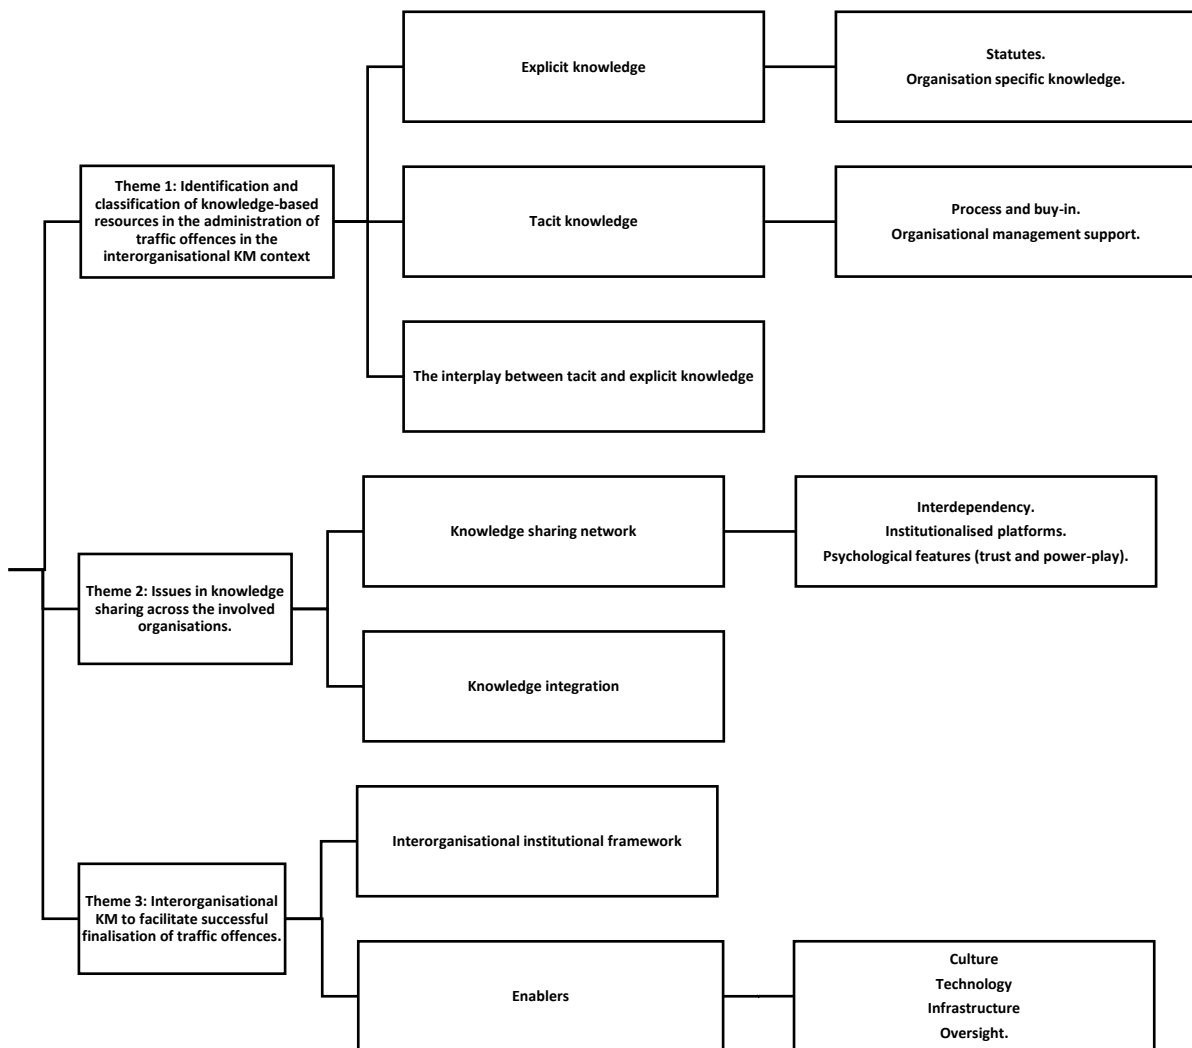 Explicit knowledge
Statutes.
Organisation specific knowledge.
Theme 1: Identification and
classification of knowledge-based
resources in the administration of
traffic offences in the
interorganisational KM context
Tacit knowledge
Process and buy-in.
Organisational management support.
The interplay between tacit and explicit knowledge
Theme 2: Issues in knowledge
sharing across the involved
organisations.
Knowledge sharing network
Interdependency.
Institutionalised platforms.
Psychological features (trust and power-play).
Knowledge integration
Theme 3: Interorganisational
KM to facilitate successful
finalisation of traffic offences.
Interorganisational institutional framework
Enablers
Culture
Technology
Infrastructure
Oversight.